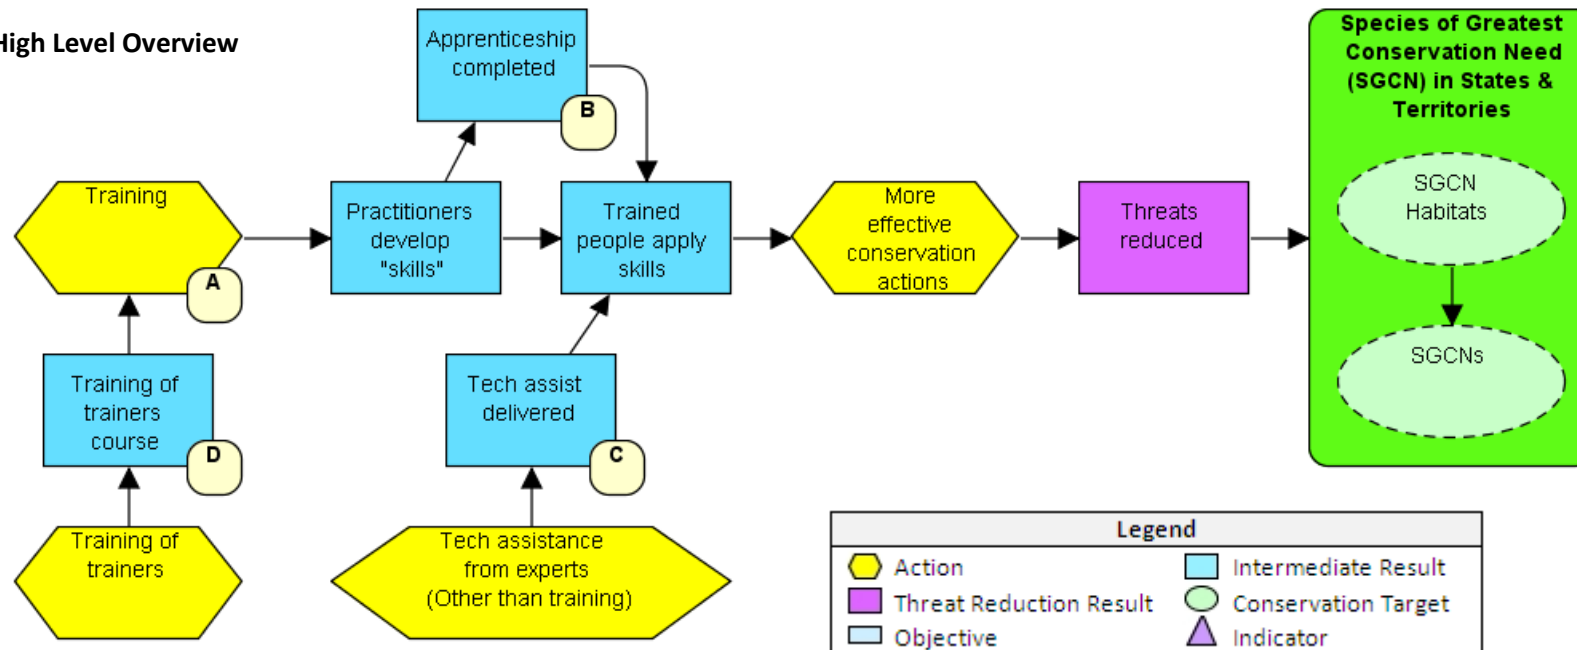 High Level Overview
Apprenticeship
completed
B
Species of Greatest
Conservation Need
(SGCN) in States &
Territories
Training
A
Practitioners
develop
"skills"
Trained
people apply
skills
More
effective
conservation
actions
Threats
reduced
SGCN
Habitats
SGCNs
Training of
trainers
course
D
Tech assist
delivered
C
Training of
trainers
Tech assistance
from experts
(Other than training)
Legend
Action
Intermediate Result
Threat Reduction Result
Conservation Target
Objective
Indicator